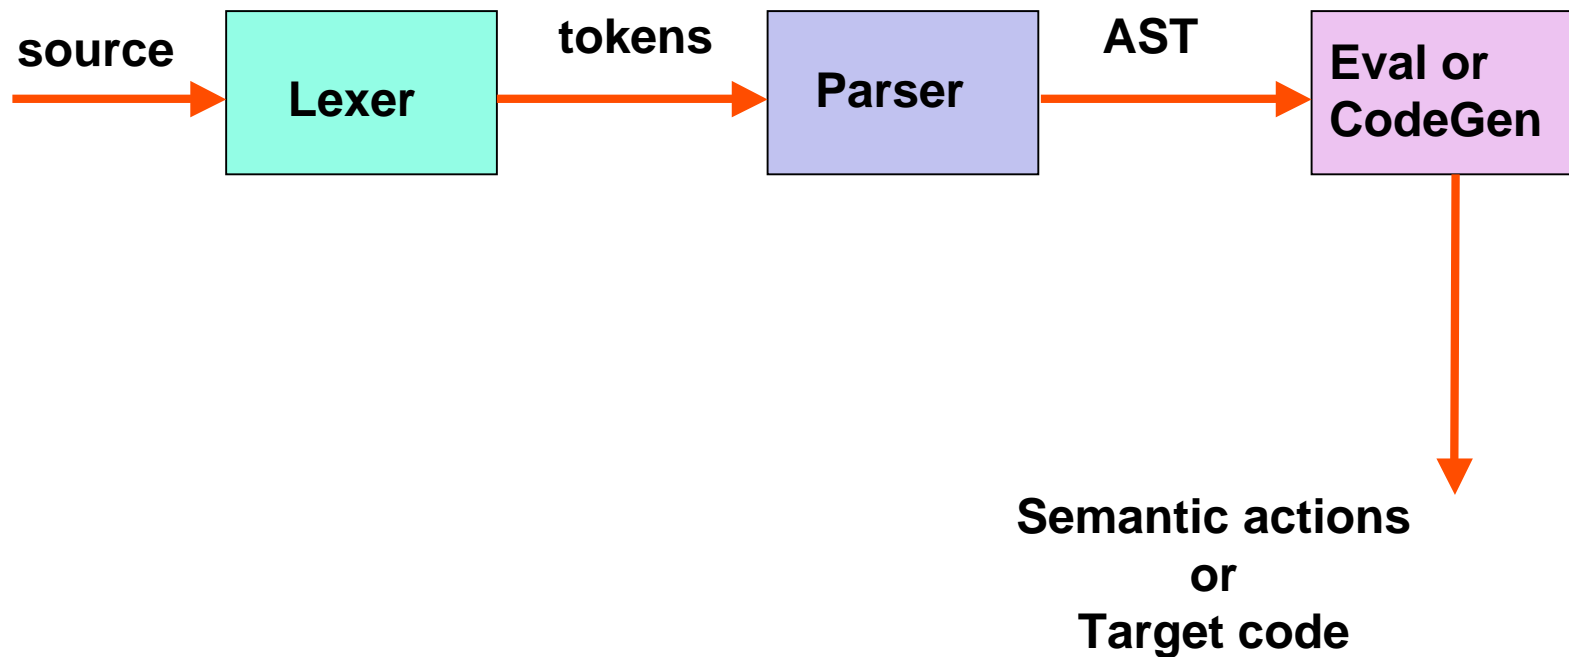 source
Lexer
tokens
Parser
AST
Eval or
CodeGen
Semantic actions
or
Target code